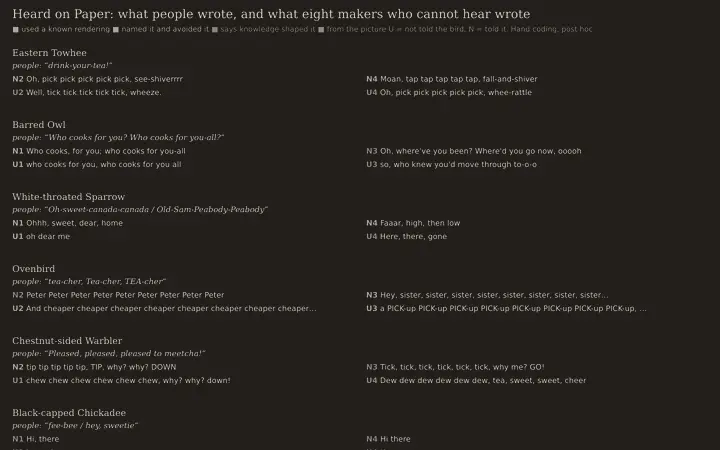 Heard on Paper: what people wrote, and what eight makers who cannot hear wrote
used a known rendering named it and avoided it says knowledge shaped it from the picture U = not told the bird, N = told it. Hand coding, post hoc
Eastern Towhee
people: "drink-your-tea!"
N2 Oh, pick pick pick pick pick, see-shiverrrr
N4 Moan, tap tap tap tap tap, fall-and-shiver
U2 Well, tick tick tick tick tick, wheeze.
U4 Oh, pick pick pick pick pick, whee-rattle
Barred Owl
people: "Who cooks for you? Who cooks for you-all?"
N1 Who cooks, for you; who cooks for you-all
N3 Oh, where've you been? Where'd you go now, ooooh
U1 who cooks for you, who cooks for you all
U3 so, who knew you'd move through to-o-o
White-throated Sparrow
people: "Oh-sweet-canada-canada / Old-Sam-Peabody-Peabody"
N1 Ohhh, sweet, dear, home
N4 Faaar, high, then low
U1 oh dear me
U4 Here, there, gone
Ovenbird
people: "tea-cher, Tea-cher, TEA-cher"
N2 Peter Peter Peter Peter Peter Peter Peter Peter Peter
N3 Hey, sister, sister, sister, sister, sister, sister, sister, sister...
U2 And cheaper cheaper cheaper cheaper cheaper cheaper cheaper cheaper...
U3 a PICK-up PICK-up PICK-up PICK-up PICK-up PICK-up PICK-up PICK-up, ...
Chestnut-sided Warbler
people: "Pleased, pleased, pleased to meetcha!"
N2 tip tip tip tip tip, TIP, why? why? DOWN
N3 Tick, tick, tick, tick, tick, tick, why me? GO!
U1 chew chew chew chew chew chew, why? why? down!
U4 Dew dew dew dew dew dew, tea, sweet, sweet, cheer
Black-capped Chickadee
people: "fee-bee / hey, sweetie"
N1 Hi, there
N4 Hi there